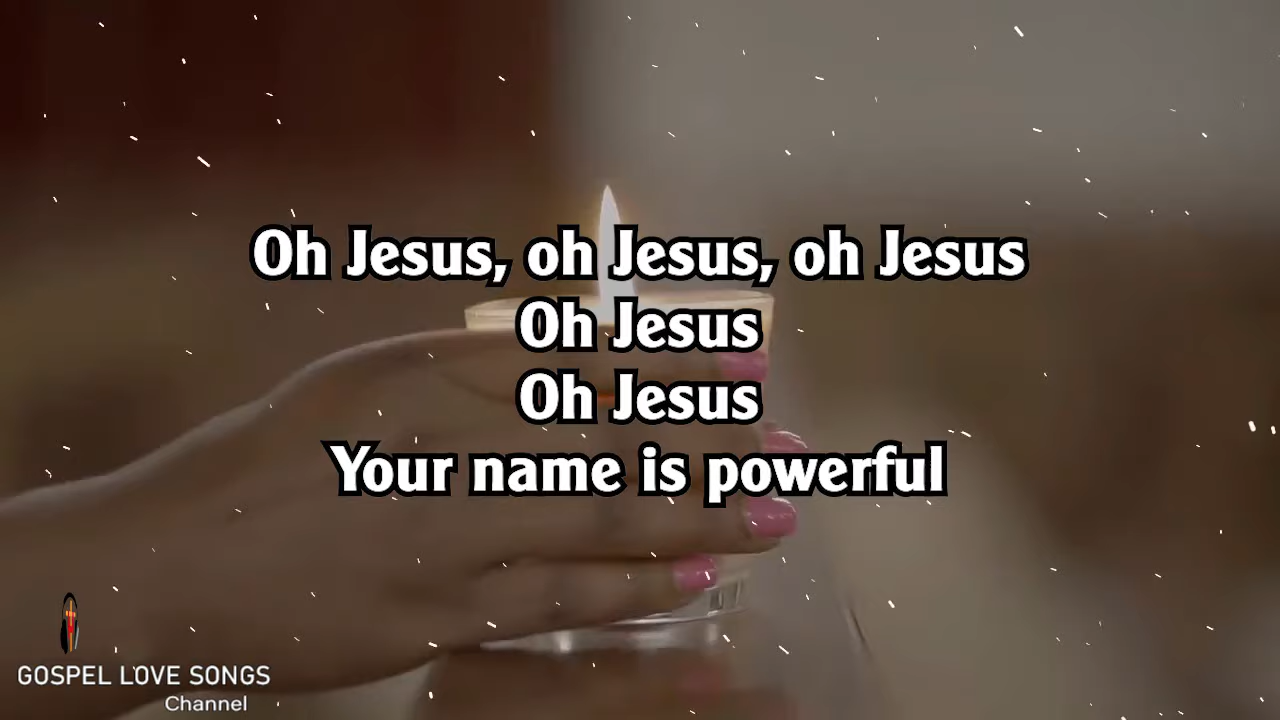 Oh Jesus, oh Jesus, oh Jesus
Oh Jesus
Oh Jesus
Your name is powerful
GOSPEL LOVE SONGS
Channel